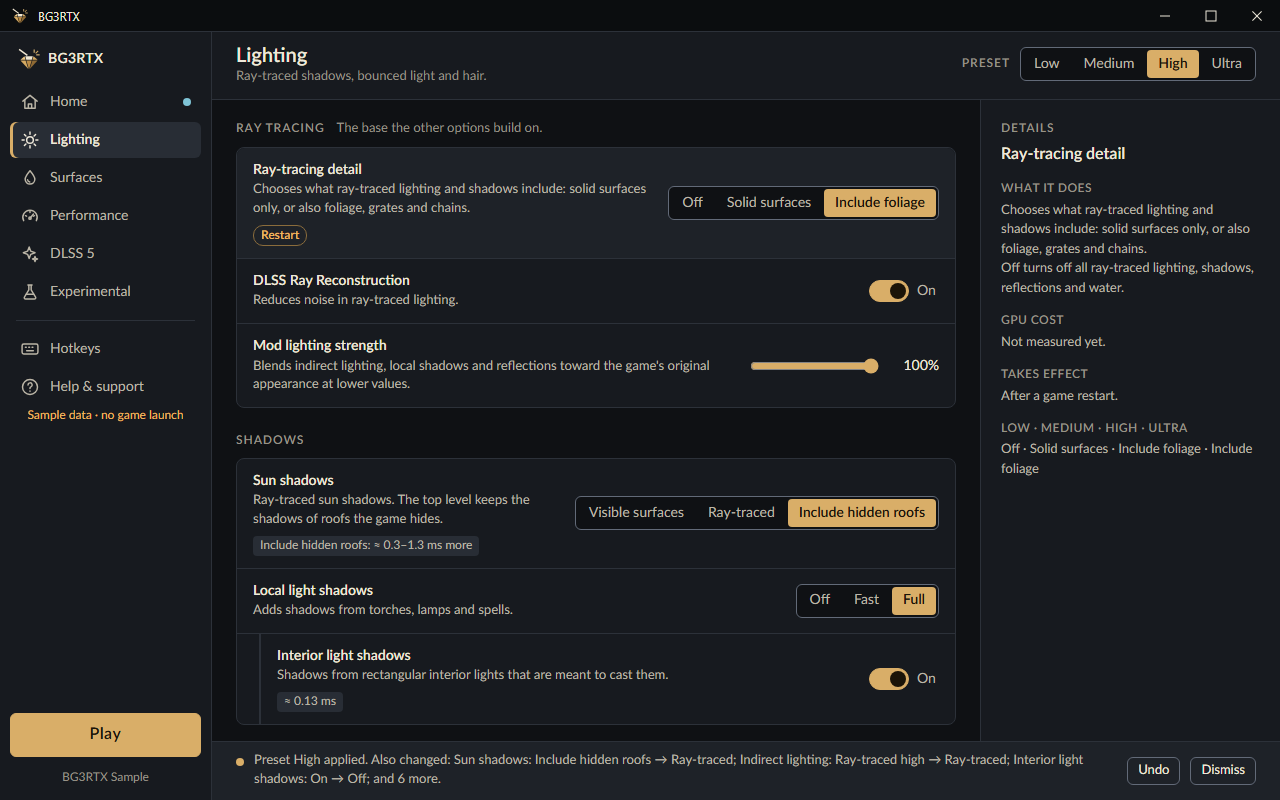 BG3RTX
BG3RTX
Home
Lighting
Surfaces
Performance
DLSS 5
Experimental
Hotkeys
Help & support
Sample data · no game launch
Play
BG3RTX Sample
Lighting
Ray-traced shadows, bounced light and hair.
PRESET Low Medium High Ultra
RAY TRACING The base the other options build on.
Ray-tracing detail
Chooses what ray-traced lighting and shadows include: solid surfaces
only, or also foliage, grates and chains.
Restart
Off Solid surfaces Include foliage
DLSS Ray Reconstruction
Reduces noise in ray-traced lighting.
On
Mod lighting strength
Blends indirect lighting, local shadows and reflections toward the game's original
appearance at lower values.
100%
SHADOWS
Sun shadows
Ray-traced sun shadows. The top level keeps the
shadows of roofs the game hides.
Include hidden roofs: ≈ 0.3–1.3 ms more
Visible surfaces Ray-traced Include hidden roofs
Local light shadows
Adds shadows from torches, lamps and spells.
Off Fast Full
Interior light shadows
Shadows from rectangular interior lights that are meant to cast them.
≈ 0.13 ms
On
DETAILS
Ray-tracing detail
WHAT IT DOES
Chooses what ray-traced lighting and
shadows include: solid surfaces only, or also
foliage, grates and chains.
Off turns off all ray-traced lighting, shadows,
reflections and water.
GPU COST
Not measured yet.
TAKES EFFECT
After a game restart.
LOW · MEDIUM · HIGH · ULTRA
Off · Solid surfaces · Include foliage · Include
foliage
Preset High applied. Also changed: Sun shadows: Include hidden roofs → Ray-traced; Indirect lighting: Ray-traced high → Ray-traced; Interior light
shadows: On → Off; and 6 more.
Undo Dismiss